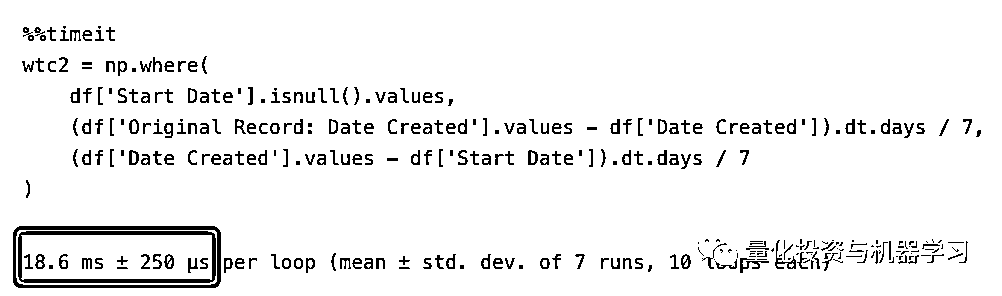 %%timeit
wtc2 = np.where(
    df['Start Date'].isnull().values,
    (df['Original Record: Date Created'].values – df['Date Created']).dt.days / 7,
    (df['Date Created'].values – df['Start Date']).dt.days / 7
)
18.6 ms ± 250 µs per loop (mean ± std. dev. of 7 runs, 10 loops each)
量化投资与机器学习